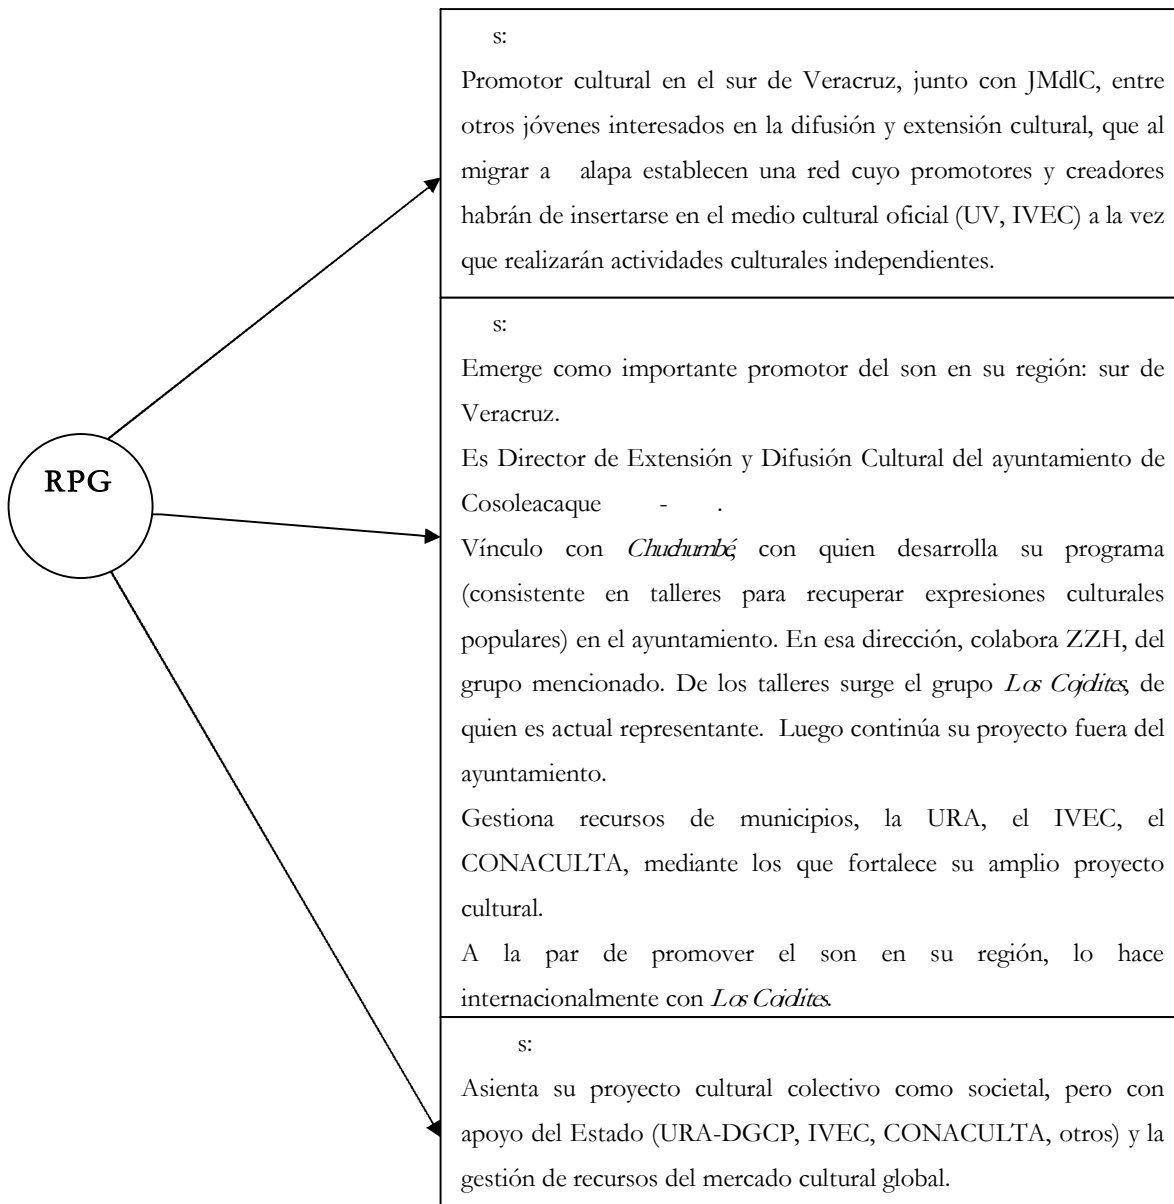 s:
Promotor cultural en el sur de Veracruz, junto con JMdlC, entre
otros jóvenes interesados en la difusión y extensión cultural, que al
migrar a alapa establecen una red cuyo promotores y creadores
habrán de insertarse en el medio cultural oficial (UV, IVEC) a la vez
que realizarán actividades culturales independientes.
s:
Emerge como importante promotor del son en su región: sur de
Veracruz.
Es Director de Extensión y Difusión Cultural del ayuntamiento de
Cosoleacaque - .
Vínculo con Chuchumbé, con quien desarrolla su programa
(consistente en talleres para recuperar expresiones culturales
populares) en el ayuntamiento. En esa dirección, colabora ZZH, del
grupo mencionado. De los talleres surge el grupo Los Cojolites, de
quien es actual representante. Luego continúa su proyecto fuera del
ayuntamiento.
Gestiona recursos de municipios, la URA, el IVEC, el
CONACULTA, mediante los que fortalece su amplio proyecto
cultural.
A la par de promover el son en su región, lo hace
internacionalmente con Los Cojolites.
RPG
s:
Asienta su proyecto cultural colectivo como societal, pero con
apoyo del Estado (URA-DGCP, IVEC, CONACULTA, otros) y la
gestión de recursos del mercado cultural global.